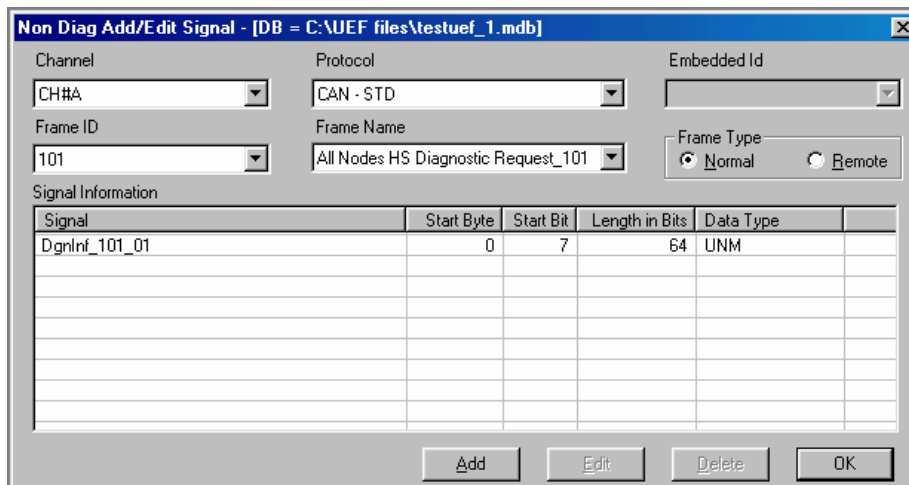 Non Diag Add/Edit Signal - [DB = C:\UEF files\testuef_1.mdb]
Channel Protocol Embedded Id
CH#A CAN - STD
Frame ID Frame Name Frame Type
101 All Nodes HS Diagnostic Request_101 Normal Remote
Signal Information
Signal Start Byte Start Bit Length in Bits Data Type
DgnInf_101_01 0 7 64 UNM
Add Edit Delete OK